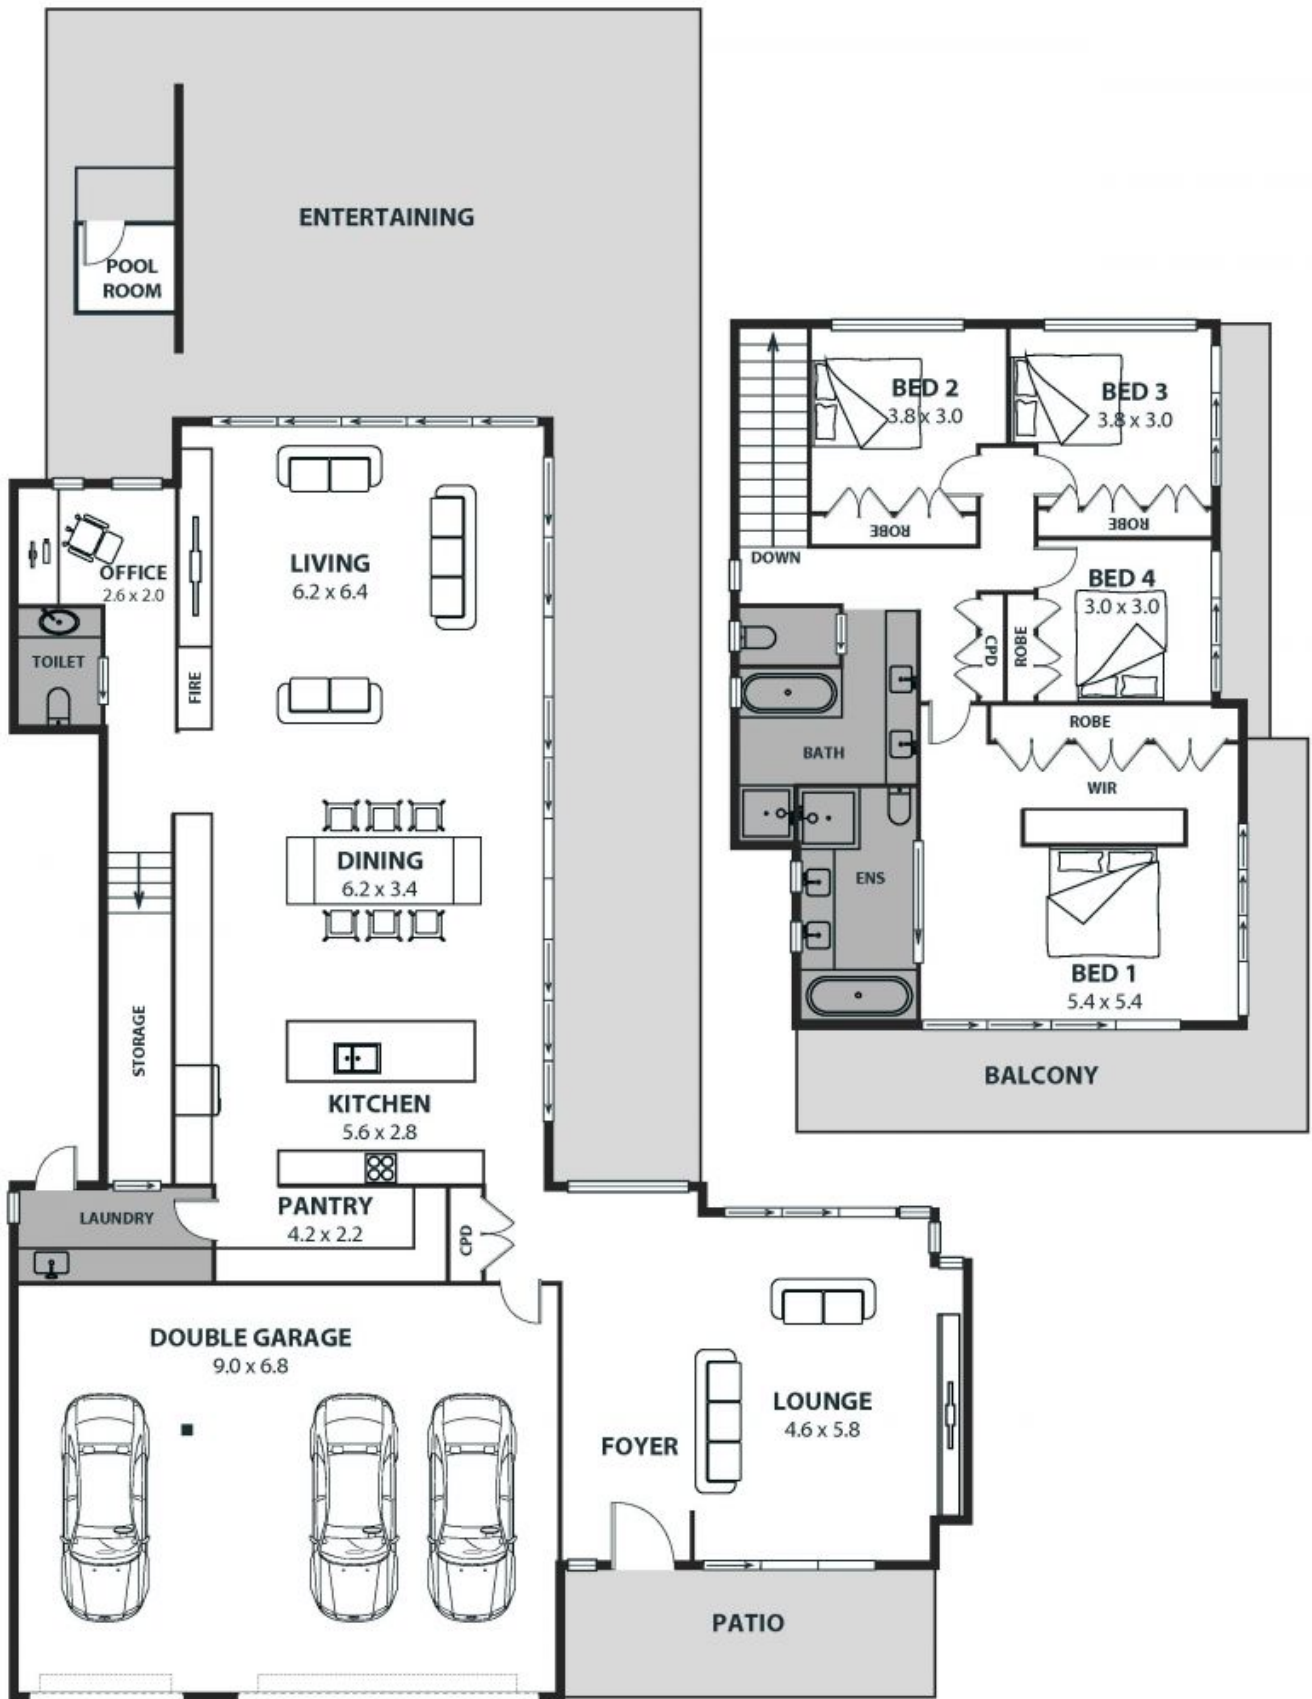 ENTERTAINING
POOL
ROOM
LIVING
6.2 x 6.4
OFFICE
2.6 x 2.0
TOILET
FIRE
DINING
6.2 x 3.4
STORAGE
KITCHEN
5.6 x 2.8
PANTRY
4.2 x 2.2
LAUNDRY
CPD
DOUBLE GARAGE
9.0 x 6.8
FOYER
LOUNGE
4.6 x 5.8
PATIO
BED 2
3.8 x 3.0
BED 3
3.8 x 3.0
ROBE
ROBE
DOWN
BED 4
3.0 x 3.0
CPD
ROBE
ROBE
BATH
WIR
ENS
BED 1
5.4 x 5.4
BALCONY